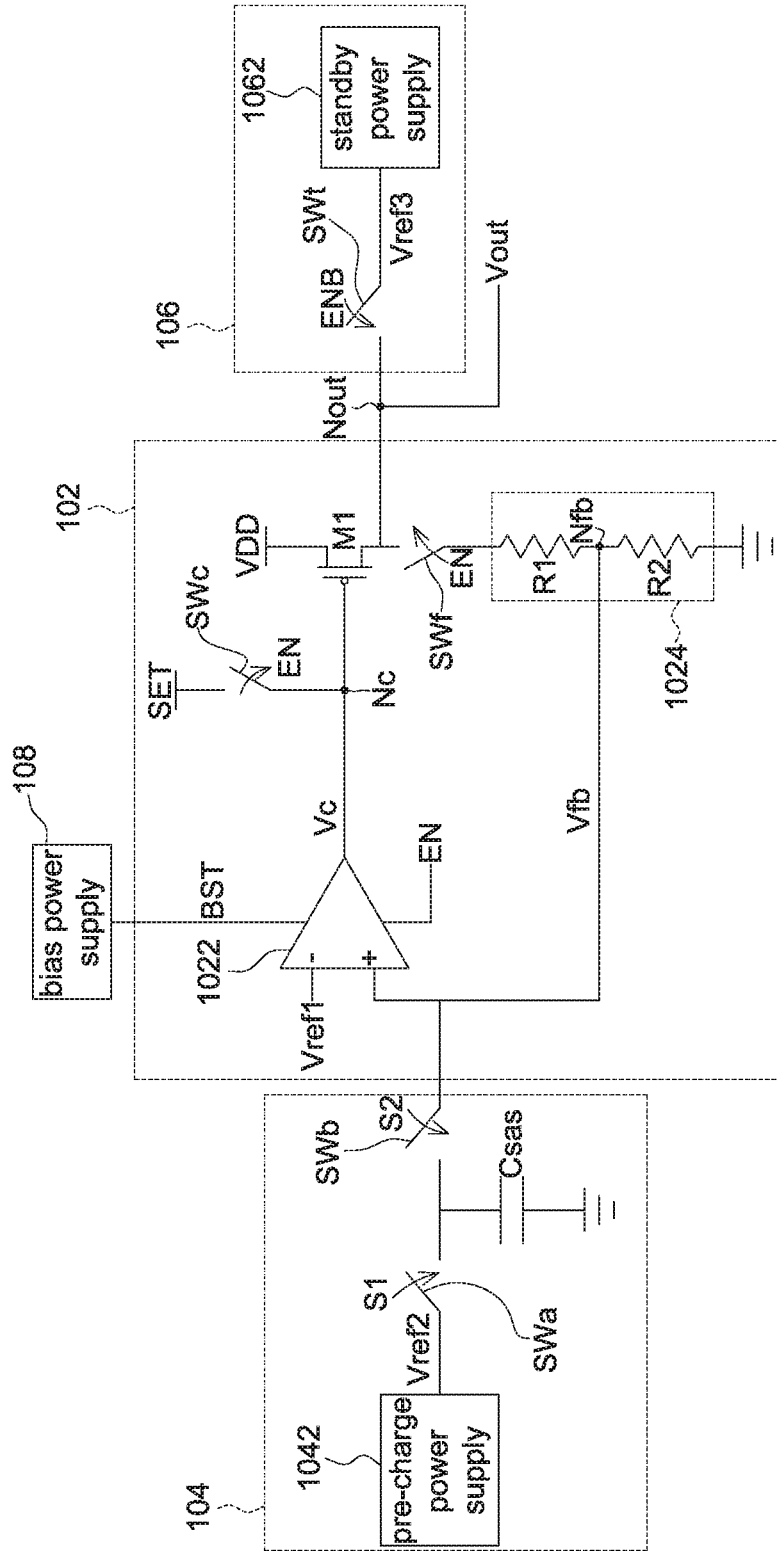 108
bias power
supply
102
106
1062
standby
power
supply
SWt
ENB
Vref3
Nout
Vout
SET
SWc
EN
VDD
M1
Nc
Vc
BST
1022
-
+
Vref1
EN
SWf
EN
R1
Nfb
R2
1024
Vfb
104
1042
pre-charge
power
supply
Vref2
S1
SWa
SWb
S2
Csas